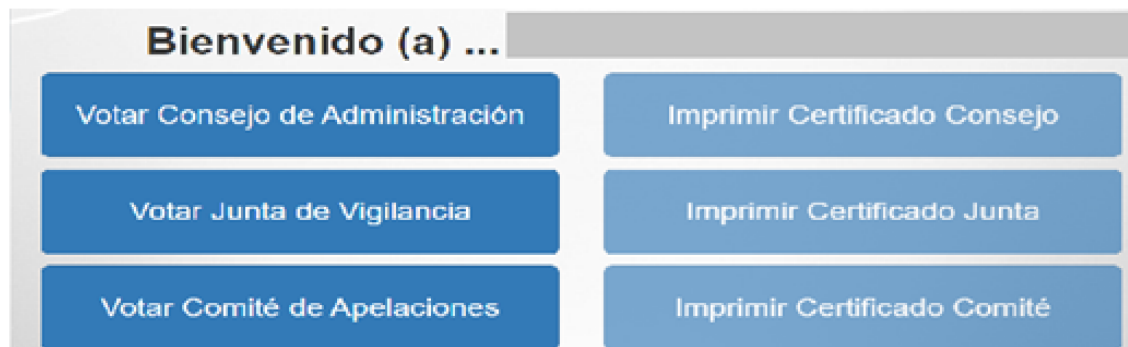 Bienvenido (a) ...
Votar Consejo de Administración
Imprimir Certificado Consejo
Votar Junta de Vigilancia
Imprimir Certificado Junta
Votar Comité de Apelaciones
Imprimir Certificado Comité